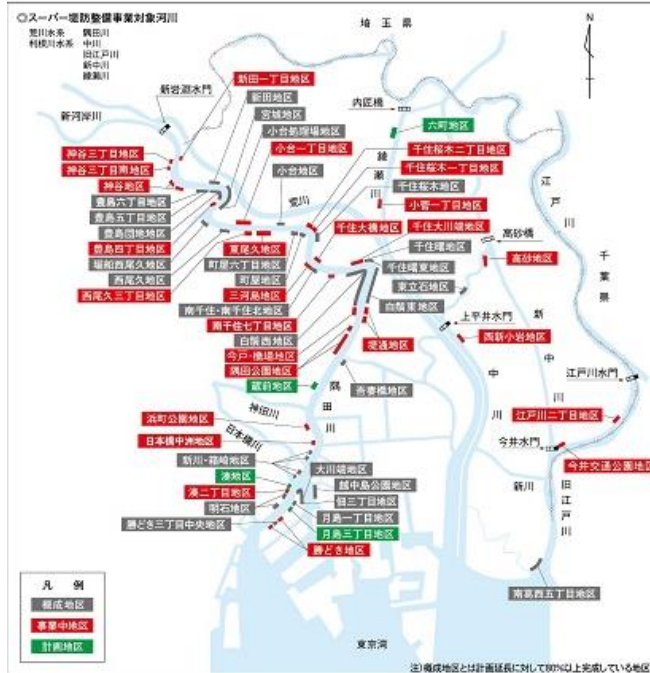 ◎スーパー堤防整備事業対象河川
荒川水系 隅田川
利根川水系 中川
旧江戸川
新中川
綾瀬川
埼玉県
N
新岩淵水門
新河岸川
新田一丁目地区
新田地区
宮城地区
小台処理場地区
小台一丁目地区
小台地区
内匠橋
六町地区
綾瀬川
千住桜木二丁目地区
千住桜木一丁目地区
千住桜木地区
小菅一丁目地区
神谷三丁目地区
神谷三丁目南地区
神谷地区
豊島六丁目地区
豊島五丁目地区
豊島団地地区
豊島四丁目地区
堀船西尾久地区
西尾久地区
西尾久三丁目地区
荒川
東尾久地区
町屋六丁目地区
町屋地区
三河島地区
南千住・南千住北地区
南千住七丁目地区
白鬚西地区
今戸・橋場地区
隅田公園地区
蔵前地区
千住大橋地区
千住大川端地区
千住曙地区
千住曙東地区
東立石地区
白鬚東地区
堤通地区
吾妻橋地区
高砂橋
高砂地区
江戸川
千葉県
上平井水門
西新小岩地区
新中川
中川
江戸川水門
江戸川二丁目地区
今井水門
今井交通公園地区
新川
旧江戸川
南葛西五丁目地区
隅田川
神田川
浜町公園地区
日本橋川
日本橋中洲地区
新川・箱崎地区
湊地区
湊二丁目地区
明石地区
勝どき三丁目中央地区
大川端地区
越中島公園地区
佃三丁目地区
月島一丁目地区
月島三丁目地区
勝どき地区
凡 例
概成地区
事業中地区
計画地区
東京湾
注)概成地区とは計画延長に対して80%以上完成している地区